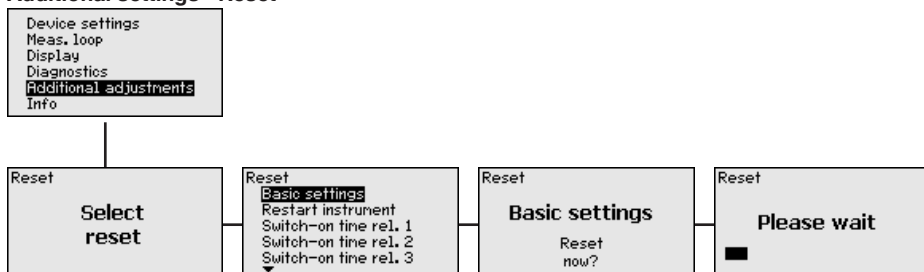 Additional settings - Reset
Device settings
Meas. loop
Display
Diagnostics
Additional adjustments
Info
Reset
Select
reset
Reset
Basic settings
Restart instrument
Switch-on time rel. 1
Switch-on time rel. 2
Switch-on time rel. 3
Reset
Basic settings
Reset
now?
Reset
Please wait